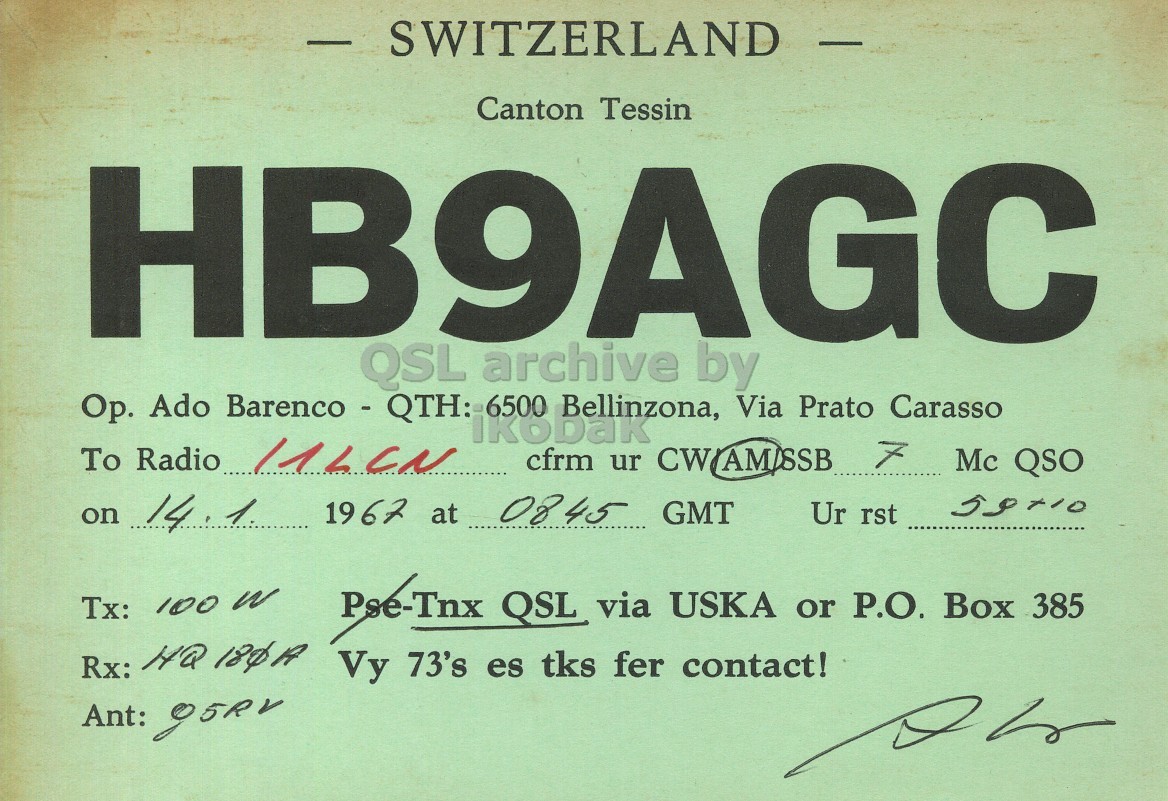 — SWITZERLAND —
Canton Tessin
HB9AGC
QSL archive by
ik6bak
Op. Ado Barenco - QTH: 6500 Bellinzona, Via Prato Carasso
To Radio I1LCN cfrm ur CW/AM/SSB 7 Mc QSO
on 14.1. 1967 at 0845 GMT Ur rst 59+10
Tx: 100 W Pse-Tnx QSL via USKA or P.O. Box 385
Rx: HQ 180A Vy 73's es tks fer contact!
Ant: G5RV